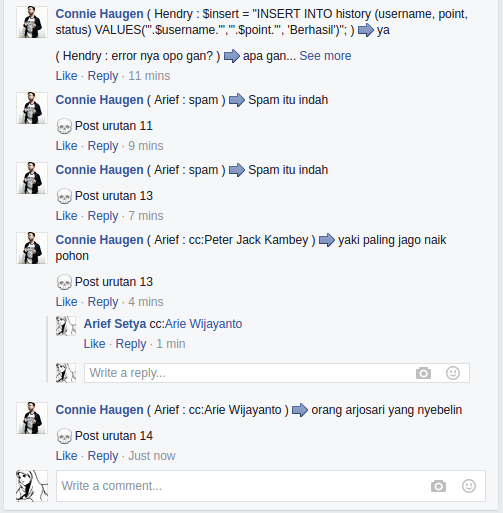 Connie Haugen ( Hendry : $insert = "INSERT INTO history (username, point,
status) VALUES('".$username."','".$point."', 'Berhasil')"; ) ➡ ya
( Hendry : error nya opo gan? ) ➡ apa gan... See more
Like · Reply · 11 mins
Connie Haugen ( Arief : spam ) ➡ Spam itu indah
💀Post urutan 11
Like · Reply · 9 mins
Connie Haugen ( Arief : spam ) ➡ Spam itu indah
💀Post urutan 13
Like · Reply · 7 mins
Connie Haugen ( Arief : cc:Peter Jack Kambey ) ➡ yaki paling jago naik
pohon
💀Post urutan 13
Like · Reply · 4 mins
Arief Setya cc:Arie Wijayanto
Like · Reply · 1 min
Write a reply...
Connie Haugen ( Arief : cc:Arie Wijayanto ) ➡ orang arjosari yang nyebelin
💀Post urutan 14
Like · Reply · Just now
Write a comment...